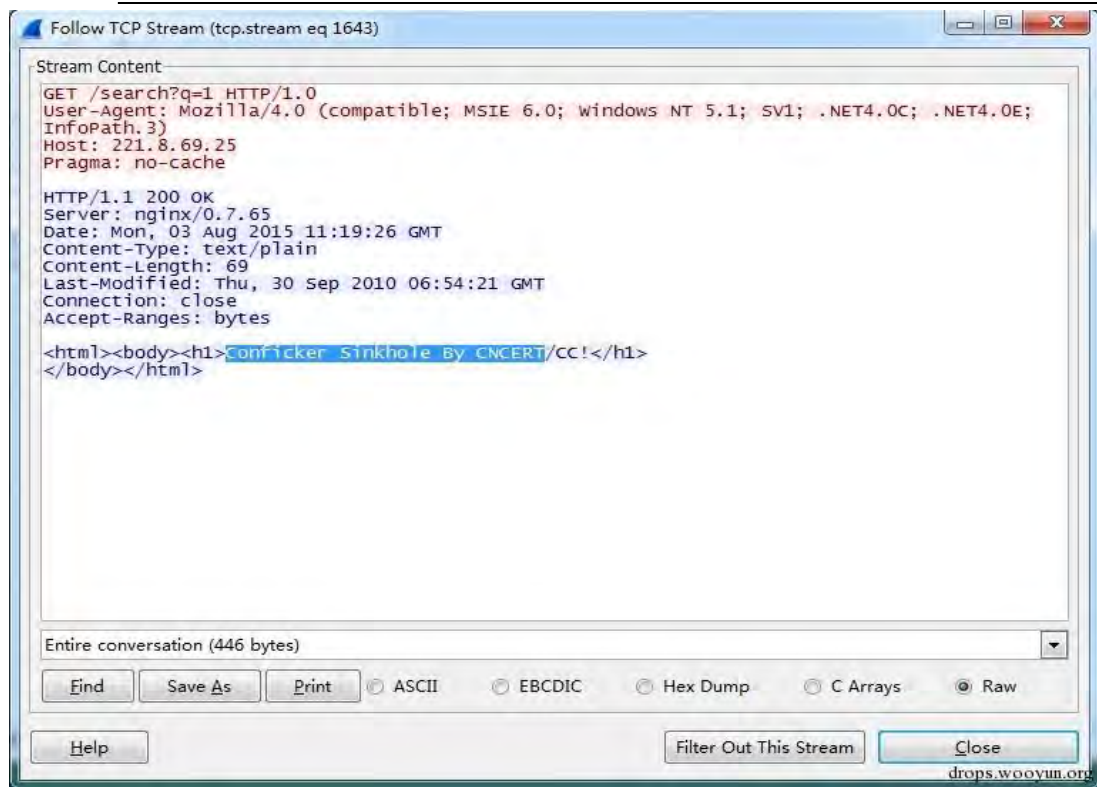 Follow TCP Stream (tcp.stream eq 1643)
Stream Content
GET /search?q=1 HTTP/1.0
User-Agent: Mozilla/4.0 (compatible; MSIE 6.0; Windows NT 5.1; SV1; .NET4.0C; .NET4.0E;
InfoPath.3)
Host: 221.8.69.25
Pragma: no-cache
HTTP/1.1 200 OK
Server: nginx/0.7.65
Date: Mon, 03 Aug 2015 11:19:26 GMT
Content-Type: text/plain
Content-Length: 69
Last-Modified: Thu, 30 Sep 2010 06:54:21 GMT
Connection: close
Accept-Ranges: bytes
<html><body><h1>Conficker Sinkhole By CNCERT/CC!</h1>
</body></html>
Entire conversation (446 bytes)
Find Save As Print ASCII EBCDIC Hex Dump C Arrays Raw
Help Filter Out This Stream Close
drops.wooyun.org